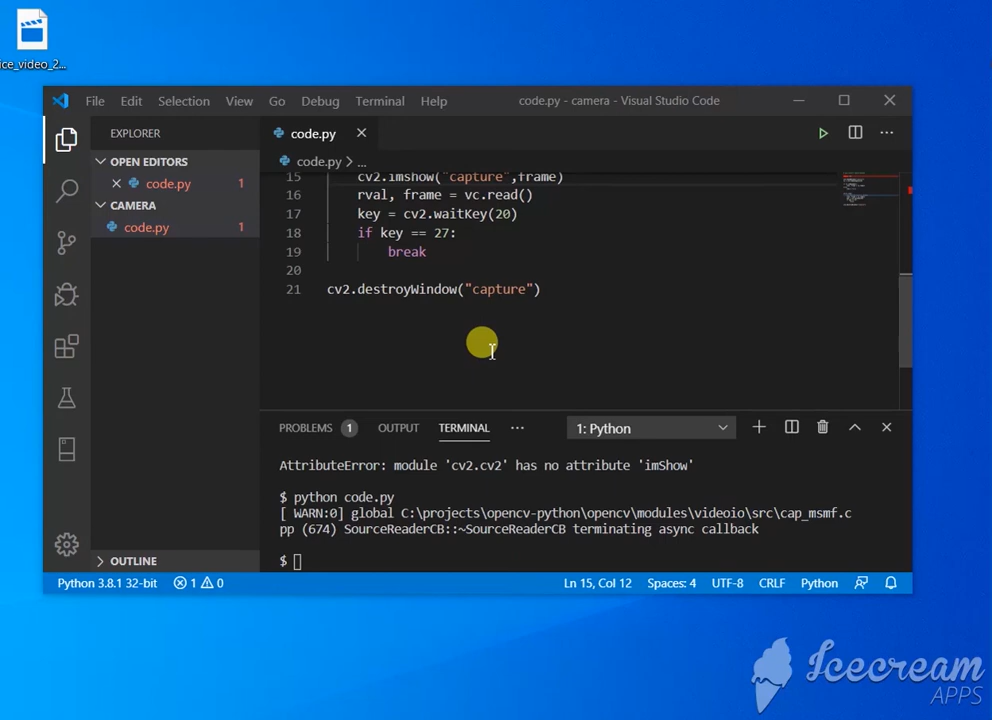 ice_video_2...
File Edit Selection View Go Debug Terminal Help
code.py - camera - Visual Studio Code
EXPLORER
OPEN EDITORS
code.py 1
CAMERA
code.py 1
OUTLINE
code.py
code.py > ...
15 cv2.imshow("capture",frame)
16 rval, frame = vc.read()
17 key = cv2.waitKey(20)
18 if key == 27:
19 break
20
21 cv2.destroyWindow("capture")
PROBLEMS 1 OUTPUT TERMINAL ... 1: Python
AttributeError: module 'cv2.cv2' has no attribute 'imShow'
$ python code.py
[ WARN:0] global C:\projects\opencv-python\opencv\modules\videoio\src\cap_msmf.c
pp (674) SourceReaderCB::~SourceReaderCB terminating async callback
$
Python 3.8.1 32-bit 1 0 Ln 15, Col 12 Spaces: 4 UTF-8 CRLF Python
Icecream
APPS